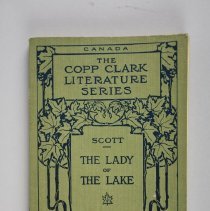 CANADA
THE
COPP CLARK
LITERATURE
SERIES
SCOTT
THE LADY
OF
THE LAKE